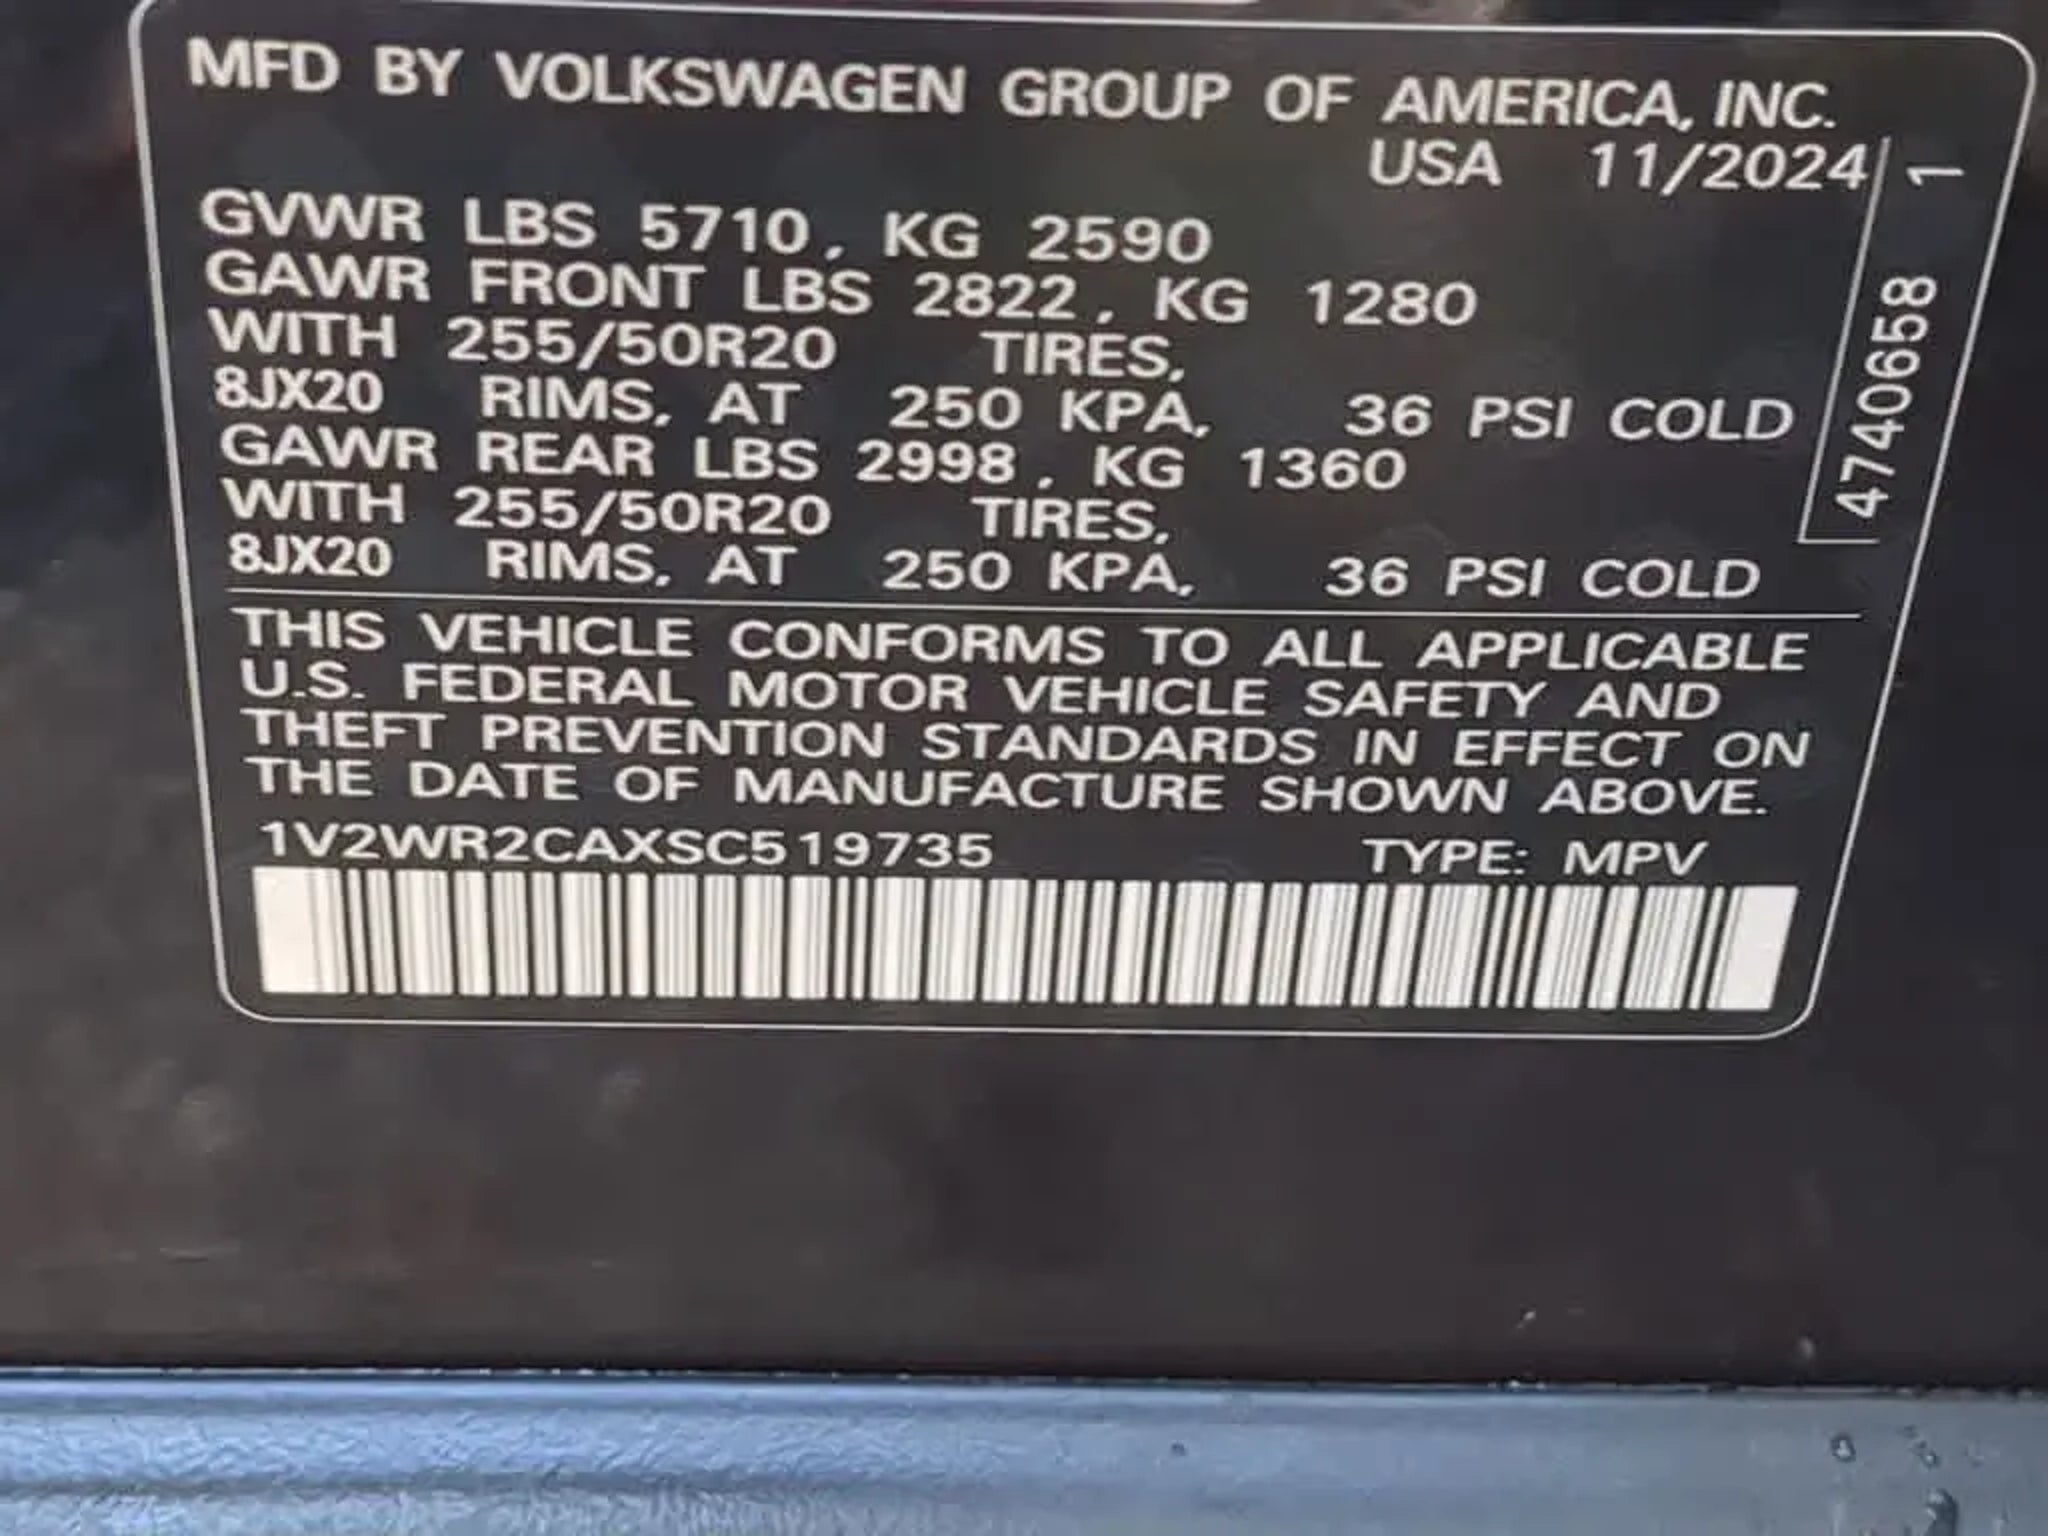 MFD BY VOLKSWAGEN GROUP OF AMERICA, INC.
USA 11/2024
GVWR LBS 5710, KG 2590
GAWR FRONT LBS 2822, KG 1280
WITH 255/50R20 TIRES,
8JX20 RIMS, AT 250 KPA, 36 PSI COLD
GAWR REAR LBS 2998, KG 1360
WITH 255/50R20 TIRES,
8JX20 RIMS, AT 250 KPA, 36 PSI COLD
4740658 1
THIS VEHICLE CONFORMS TO ALL APPLICABLE
U.S. FEDERAL MOTOR VEHICLE SAFETY AND
THEFT PREVENTION STANDARDS IN EFFECT ON
THE DATE OF MANUFACTURE SHOWN ABOVE.
1V2WR2CAXSC519735 TYPE: MPV